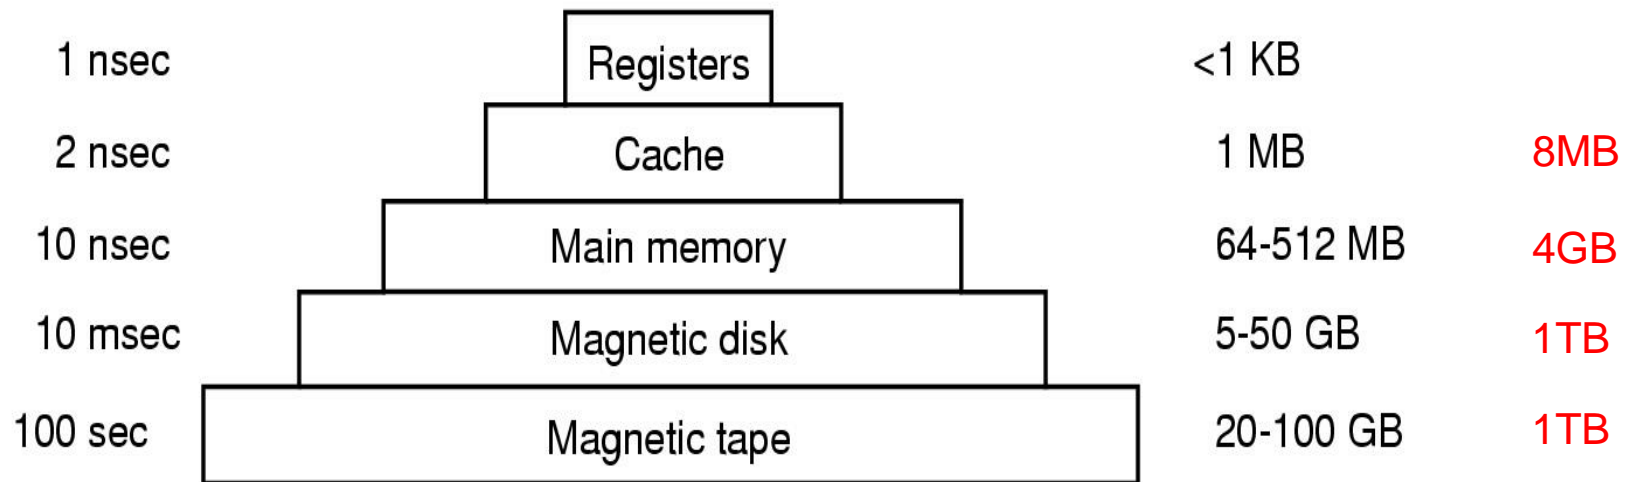 1 nsec Registers <1 KB
2 nsec Cache 1 MB 8MB
10 nsec Main memory 64-512 MB 4GB
10 msec Magnetic disk 5-50 GB 1TB
100 sec Magnetic tape 20-100 GB 1TB